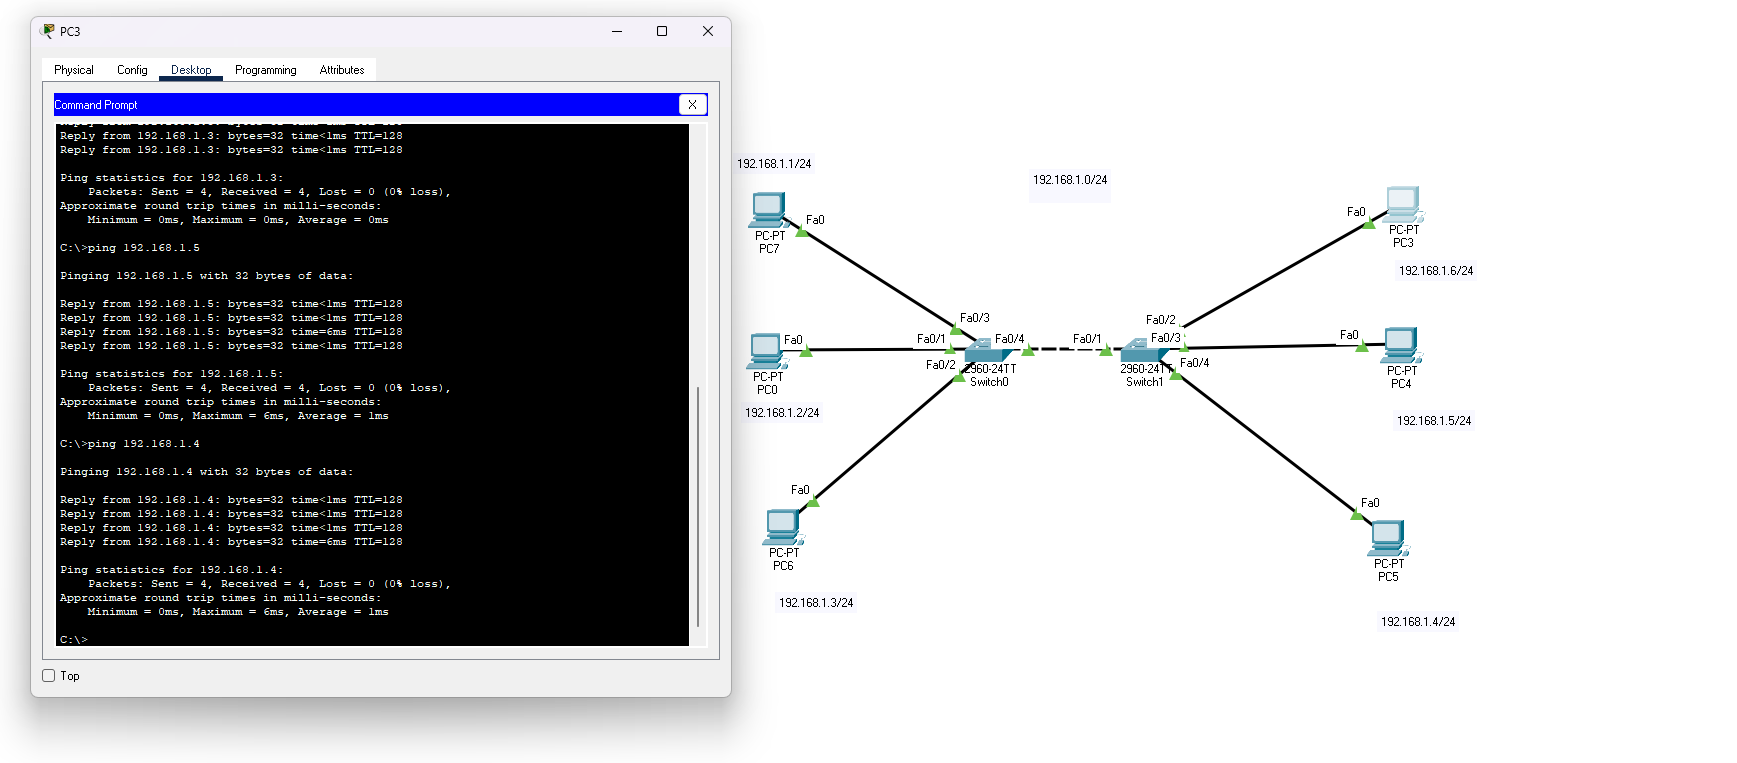 PC3
Physical Config Desktop Programming Attributes
Command Prompt X
Reply from 192.168.1.3: bytes=32 time<1ms TTL=128
Reply from 192.168.1.3: bytes=32 time<1ms TTL=128
Ping statistics for 192.168.1.3:
Packets: Sent = 4, Received = 4, Lost = 0 (0% loss),
Approximate round trip times in milli-seconds:
Minimum = 0ms, Maximum = 0ms, Average = 0ms
C:\>ping 192.168.1.5
Pinging 192.168.1.5 with 32 bytes of data:
Reply from 192.168.1.5: bytes=32 time<1ms TTL=128
Reply from 192.168.1.5: bytes=32 time<1ms TTL=128
Reply from 192.168.1.5: bytes=32 time=6ms TTL=128
Reply from 192.168.1.5: bytes=32 time<1ms TTL=128
Ping statistics for 192.168.1.5:
Packets: Sent = 4, Received = 4, Lost = 0 (0% loss),
Approximate round trip times in milli-seconds:
Minimum = 0ms, Maximum = 6ms, Average = 1ms
C:\>ping 192.168.1.4
Pinging 192.168.1.4 with 32 bytes of data:
Reply from 192.168.1.4: bytes=32 time<1ms TTL=128
Reply from 192.168.1.4: bytes=32 time<1ms TTL=128
Reply from 192.168.1.4: bytes=32 time<1ms TTL=128
Reply from 192.168.1.4: bytes=32 time=6ms TTL=128
Ping statistics for 192.168.1.4:
Packets: Sent = 4, Received = 4, Lost = 0 (0% loss),
Approximate round trip times in milli-seconds:
Minimum = 0ms, Maximum = 6ms, Average = 1ms
C:\>
Top
192.168.1.1/24
Fa0
PC-PT
PC7
192.168.1.0/24
Fa0
PC-PT
PC3
192.168.1.6/24
Fa0
PC-PT
PC0
192.168.1.2/24
Fa0/3
Fa0/1
Fa0/4
Fa0/2
2960-24TT
Switch0
Fa0/1
Fa0/2
Fa0/3
Fa0/4
2960-24TT
Switch1
Fa0
PC-PT
PC4
192.168.1.5/24
Fa0
PC-PT
PC6
192.168.1.3/24
Fa0
PC-PT
PC5
192.168.1.4/24